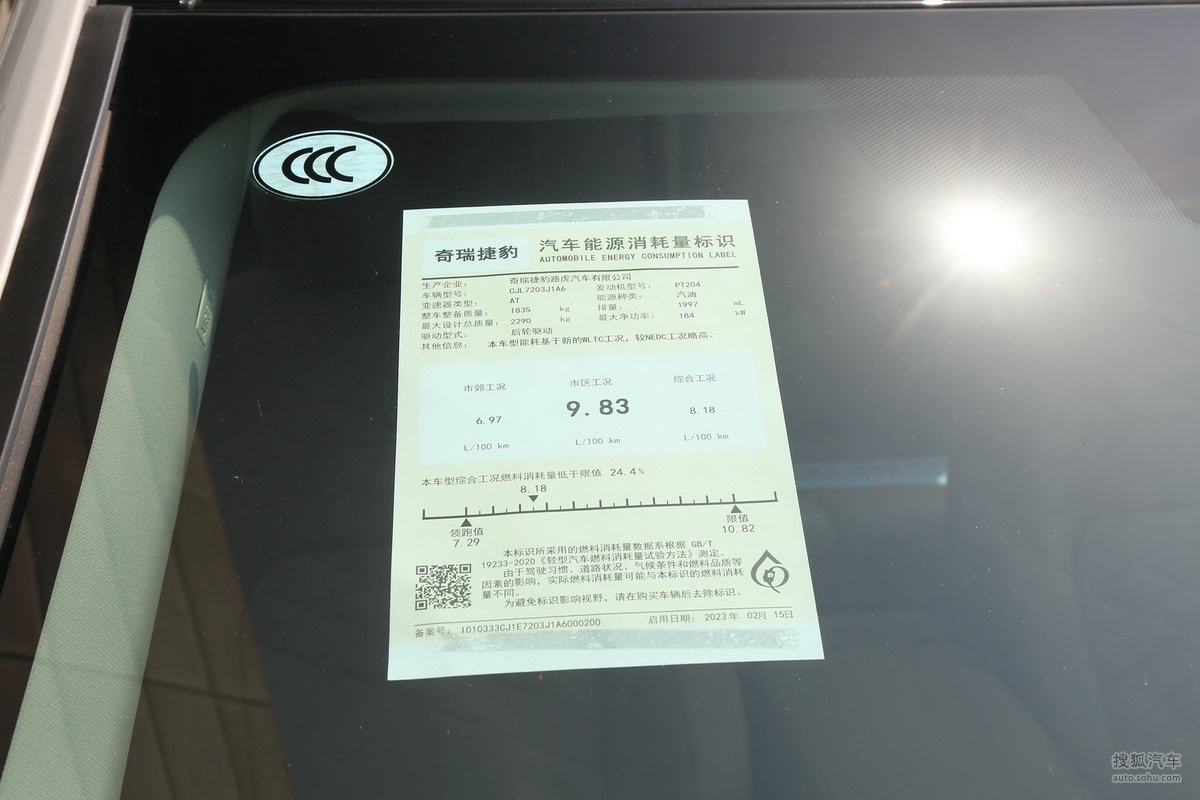 CCC
奇瑞捷豹
汽车能源消耗量标识
AUTOMOBILE ENERGY CONSUMPTION LABEL
生产企业: 奇瑞捷豹路虎汽车有限公司
车辆型号: CJL7203J1A6 发动机型号: PT204
变速器类型: AT 能源种类: 汽油
整车整备质量: 1835 kg 排量: 1997 mL
最大设计总质量: 2290 kg 最大净功率: 184 kW
驱动型式: 后轮驱动
其他信息: 本车型能耗基于新的WLTC工况，较NEDC工况略高。
市郊工况 市区工况 综合工况
6.97 9.83 8.18
L/100 km L/100 km L/100 km
本车型综合工况燃料消耗量低于限值 24.4%
8.18
领跑值 限值
7.29 10.82
本标识所采用的燃料消耗量数据系根据 GB/T
19233-2020《轻型汽车燃料消耗量试验方法》测定。
由于驾驶习惯、道路状况、气候条件和燃料品质等
因素的影响，实际燃料消耗量可能与本标识的燃料消耗
量不同。
为避免标识影响视野，请在购买车辆后去除标识。
备案号: I010333CJ1E7203J1A6000200 启用日期: 2023年 02月 15日
搜狐汽车
auto.sohu.com